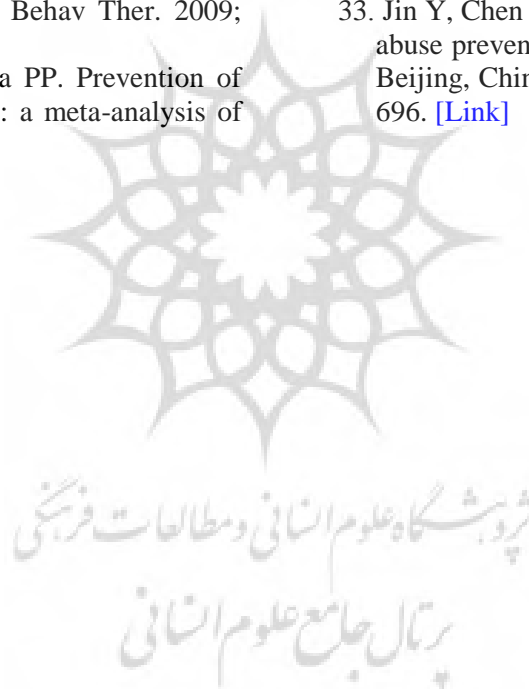 Behav Ther. 2009;
a PP. Prevention of
: a meta-analysis of
33. Jin Y, Chen
abuse preven
Beijing, Chin
696. [Link]
پژوهشگاه علوم انسانی و مطالعات فرهنگی
پرتال جامع علوم انسانی